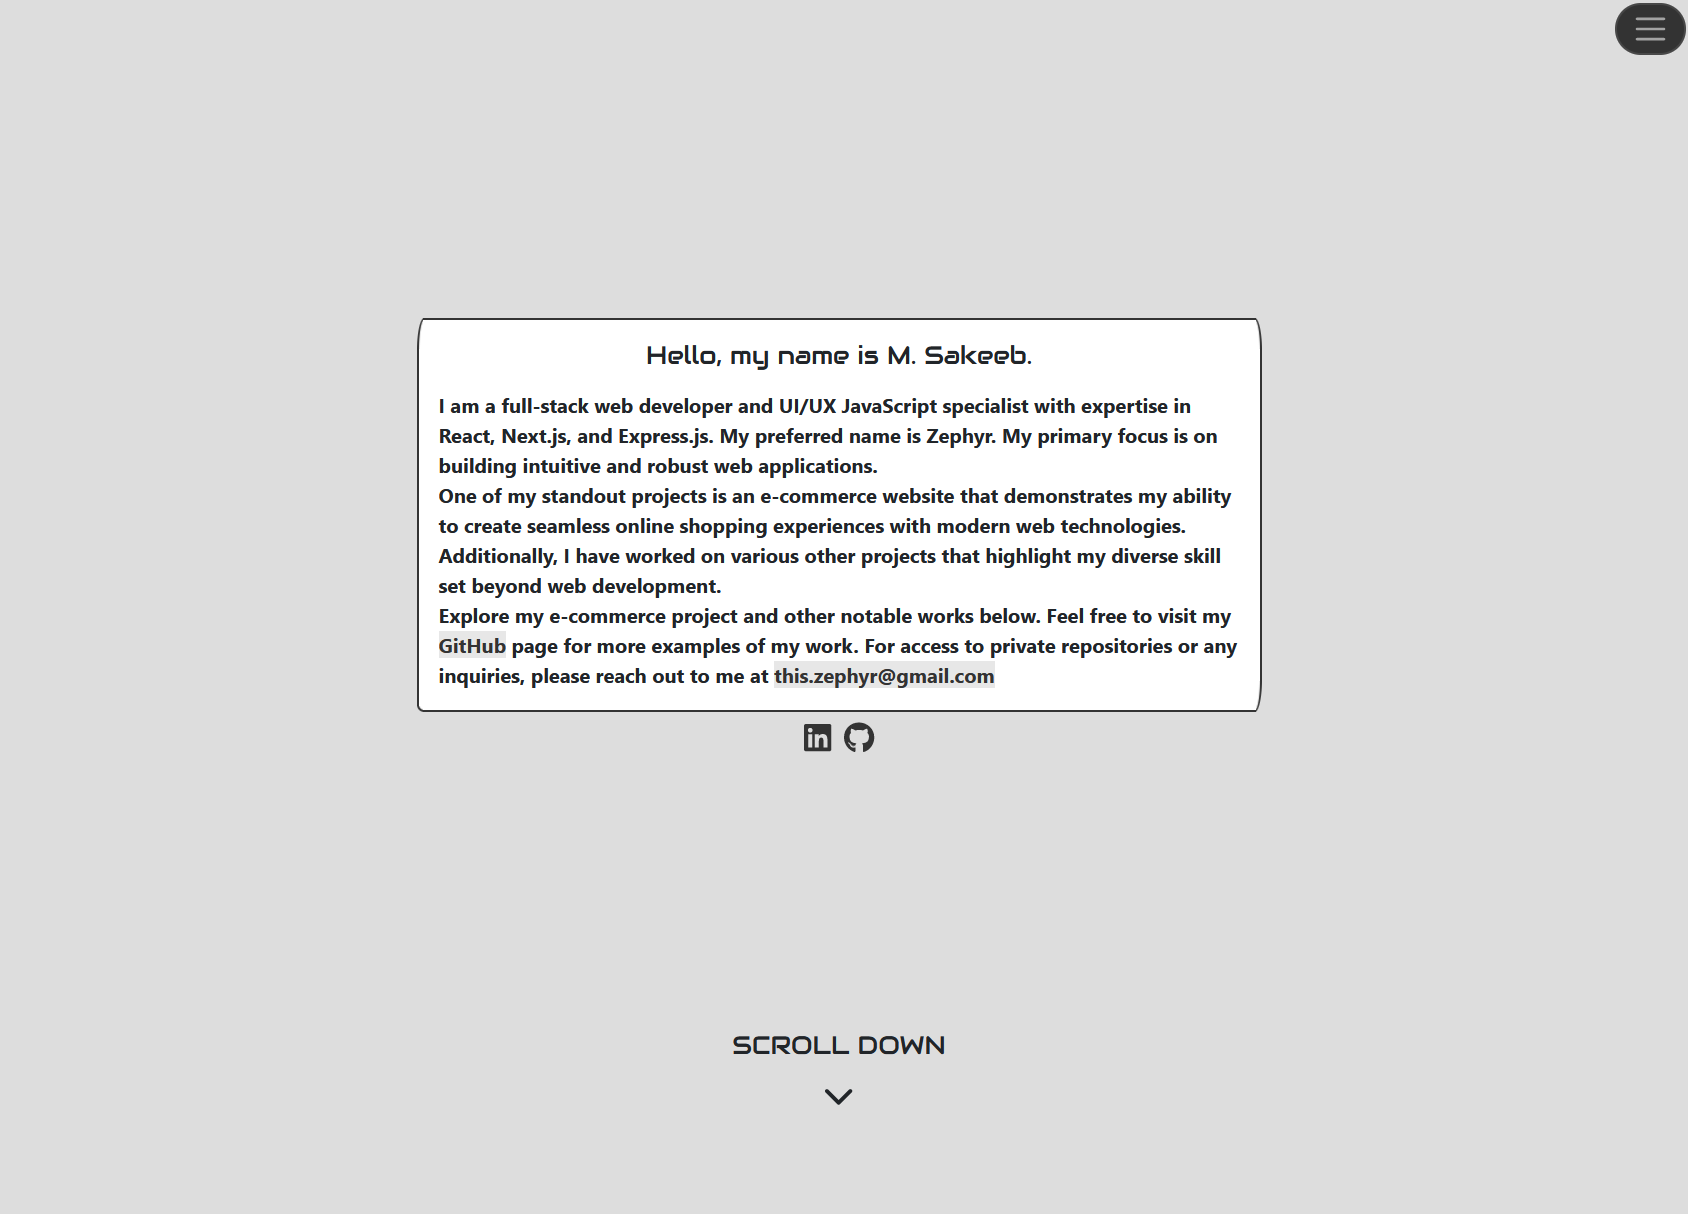 Hello, my name is M. Sakeeb.
I am a full-stack web developer and UI/UX JavaScript specialist with expertise in
React, Next.js, and Express.js. My preferred name is Zephyr. My primary focus is on
building intuitive and robust web applications.
One of my standout projects is an e-commerce website that demonstrates my ability
to create seamless online shopping experiences with modern web technologies.
Additionally, I have worked on various other projects that highlight my diverse skill
set beyond web development.
Explore my e-commerce project and other notable works below. Feel free to visit my
GitHub page for more examples of my work. For access to private repositories or any
inquiries, please reach out to me at this.zephyr@gmail.com
in
SCROLL DOWN